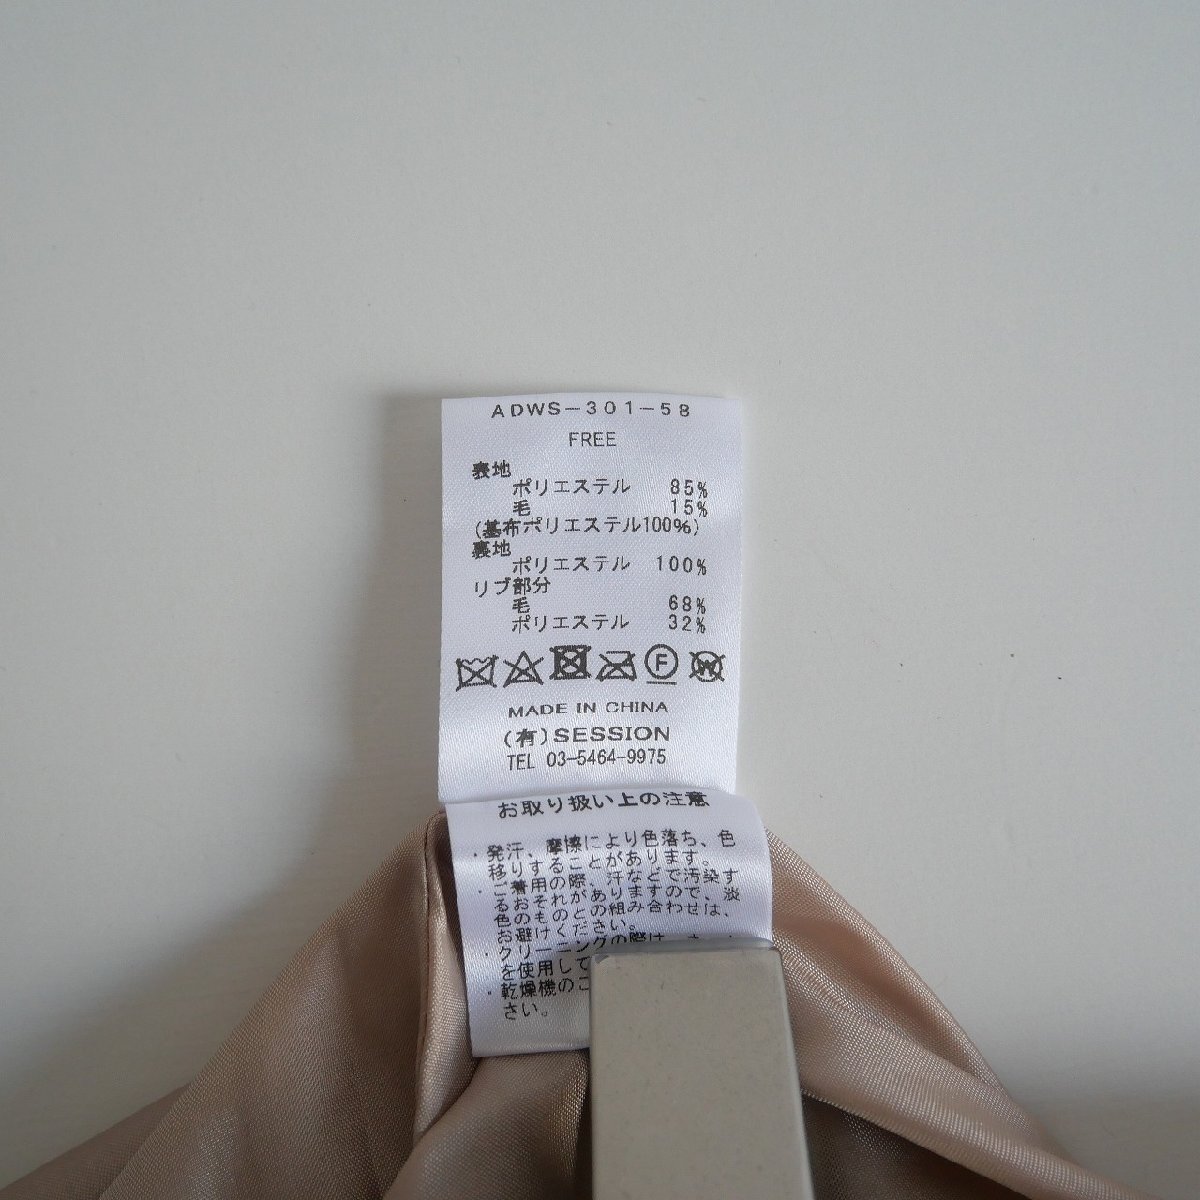 ADWS-301-58
FREE
表地
ポリエステル 85%
毛 15%
(基布ポリエステル100%)
裏地
ポリエステル 100%
リブ部分
毛 68%
ポリエステル 32%
F W
MADE IN CHINA
(有)SESSION
TEL 03-5464-9975
お取り扱い上の注意
・発汗、摩擦により色落ち、色
移りすることがあります。
・ご着用の際、汗などで汚染す
るおそれがありますので、淡
色のものとの組み合わせは、
お避けください。
・クリーニングの際は、
を使用して
・乾燥機のご
さい。